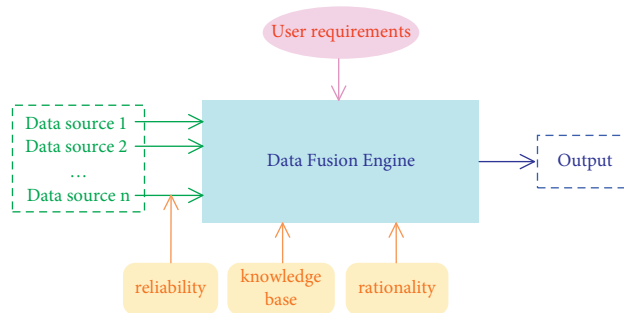 User requirements
Data source 1
Data source 2
...
Data source n
Data Fusion Engine
Output
reliability
knowledge
base
rationality